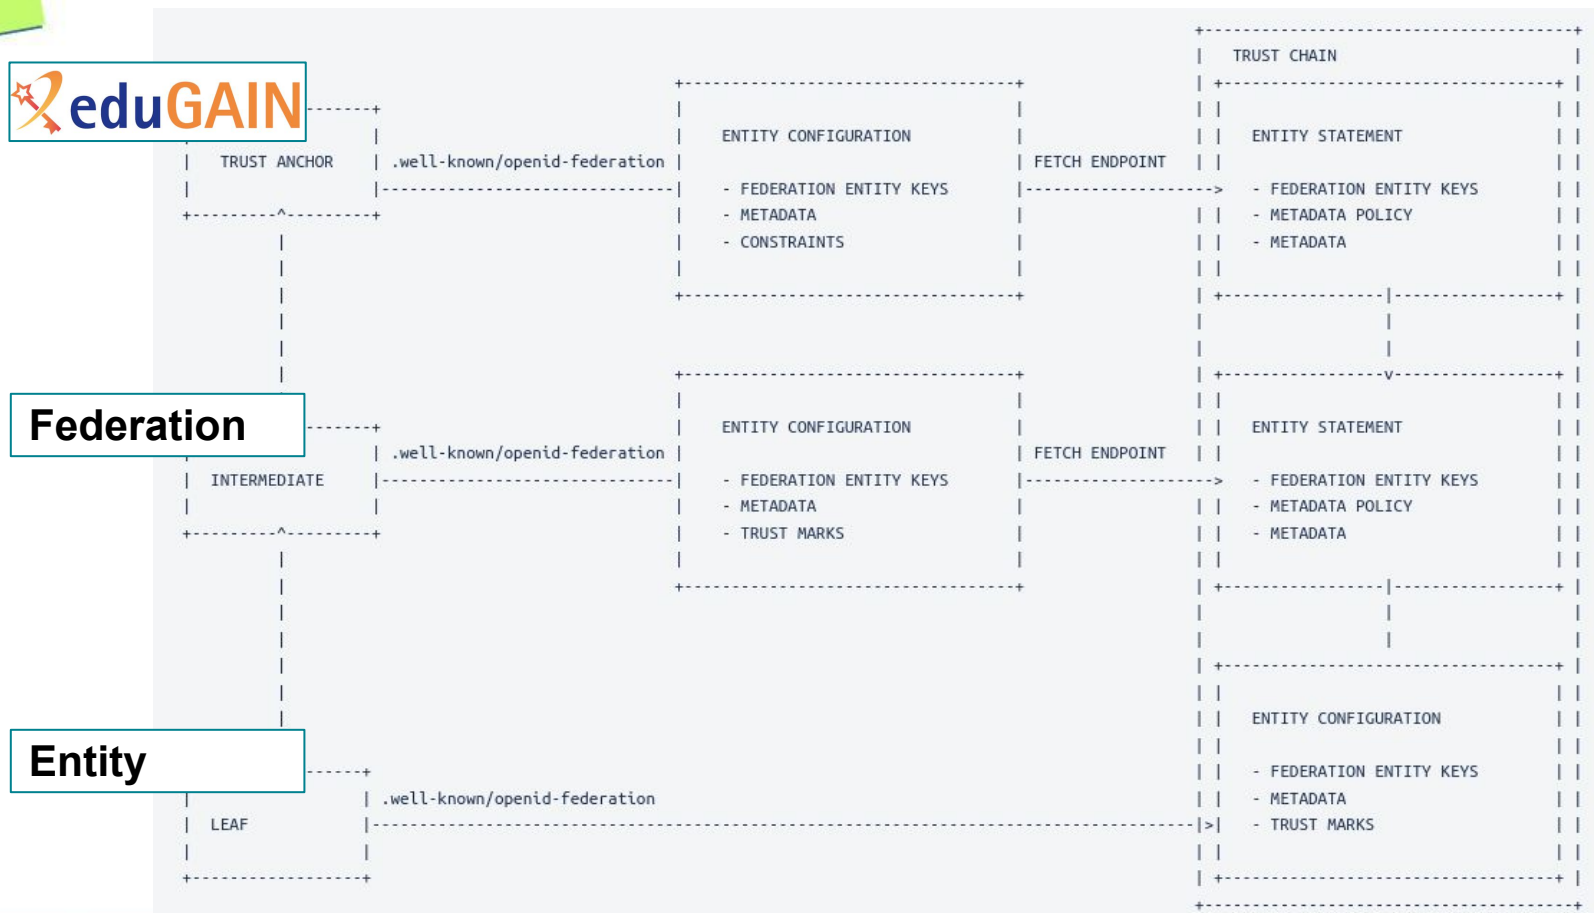 TRUST CHAIN
eduGAIN
ENTITY CONFIGURATION
ENTITY STATEMENT
TRUST ANCHOR
.well-known/openid-federation
FETCH ENDPOINT
- FEDERATION ENTITY KEYS
- METADATA
- CONSTRAINTS
- FEDERATION ENTITY KEYS
- METADATA POLICY
- METADATA
Federation
ENTITY CONFIGURATION
ENTITY STATEMENT
.well-known/openid-federation
FETCH ENDPOINT
INTERMEDIATE
- FEDERATION ENTITY KEYS
- METADATA
- TRUST MARKS
- FEDERATION ENTITY KEYS
- METADATA POLICY
- METADATA
Entity
ENTITY CONFIGURATION
.well-known/openid-federation
LEAF
- FEDERATION ENTITY KEYS
- METADATA
- TRUST MARKS